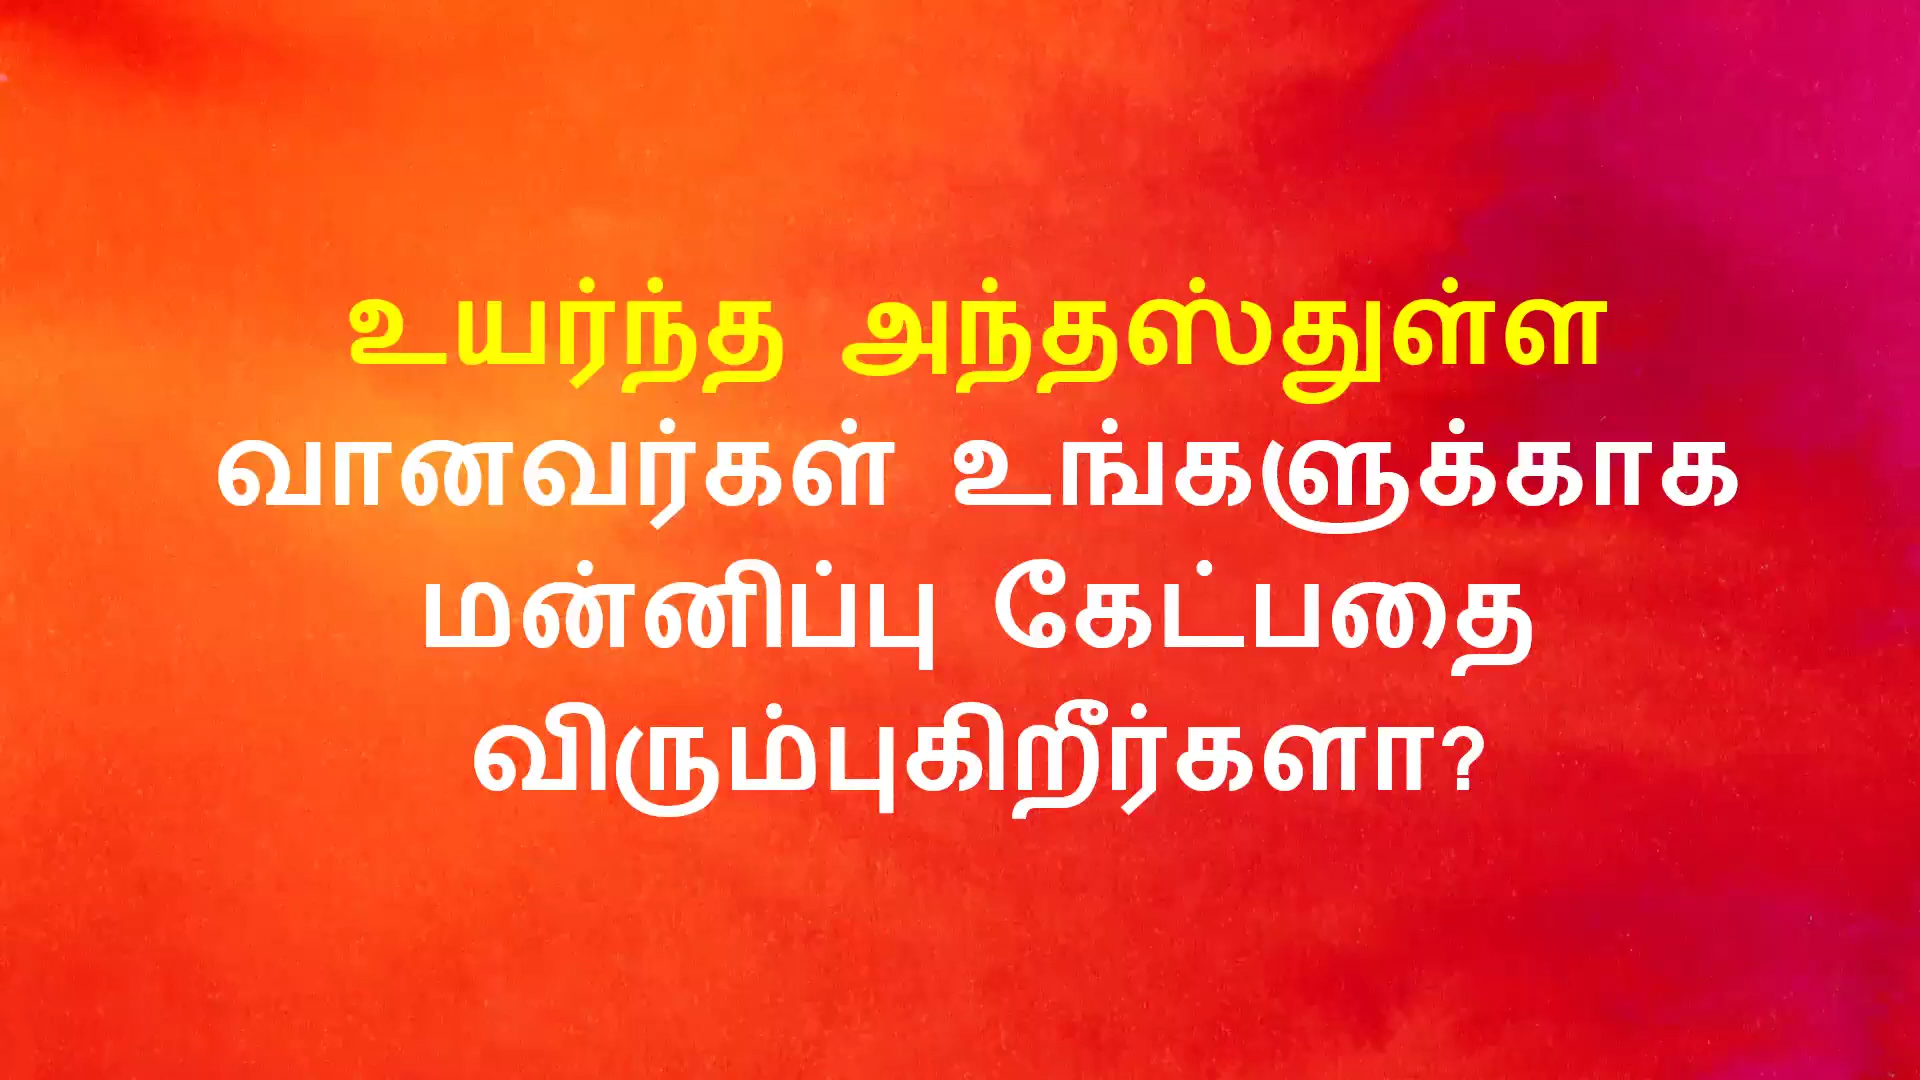 உயர்ந்த அந்தஸ்துள்ள
வானவர்கள் உங்களுக்காக
மன்னிப்பு கேட்பதை
விரும்புகிறீர்களா?